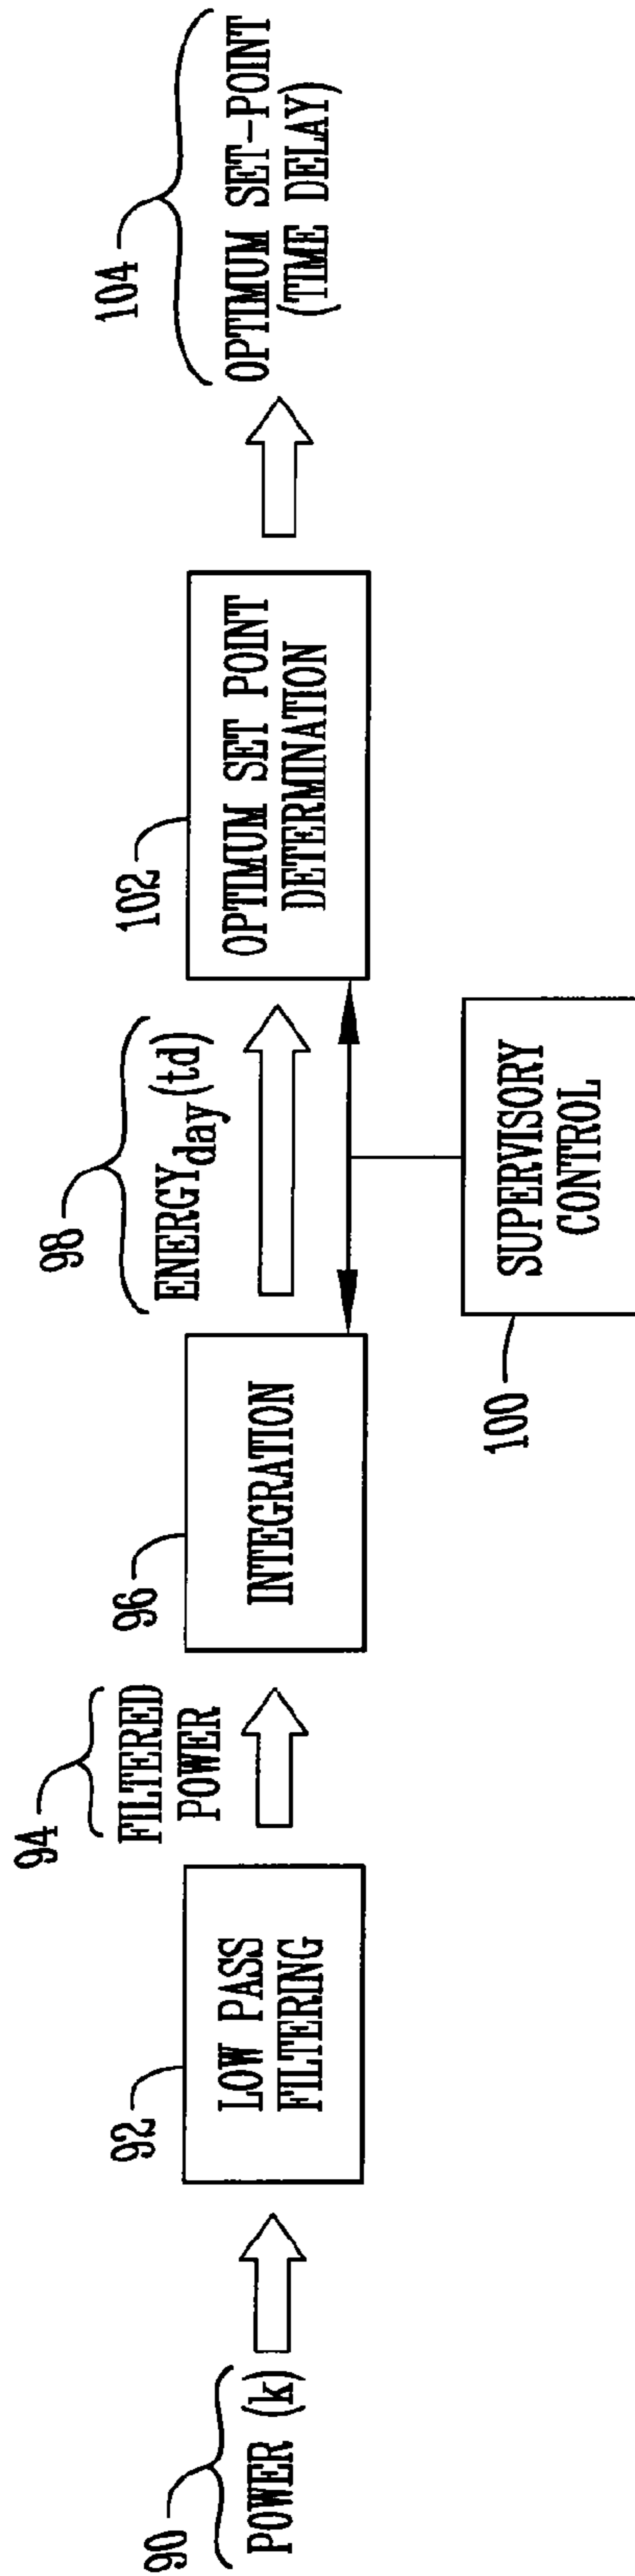 90
POWER (k)
92
LOW PASS
FILTERING
94
FILTERED
POWER
96
INTEGRATION
98
ENERGYday(td)
100
SUPERVISORY
CONTROL
102
OPTIMUM SET POINT
DETERMINATION
104
OPTIMUM SET-POINT
(TIME DELAY)